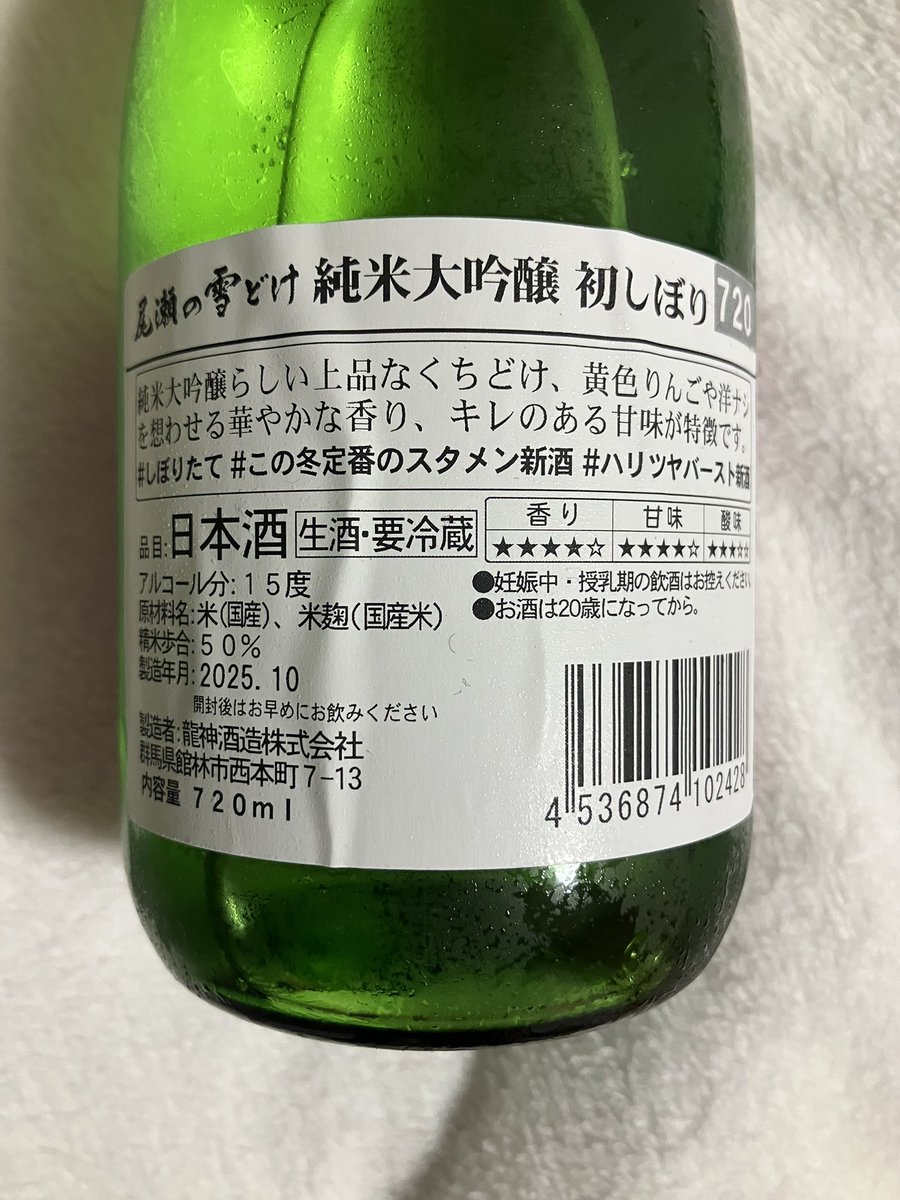 尾瀬の雪どけ 純米大吟醸 初しぼり 720
純米大吟醸らしい上品なくちどけ、黄色りんごや洋ナシ
を想わせる華やかな香り、キレのある甘味が特徴です。
#しぼりたて #この冬定番のスタメン新酒 #ハリツヤバースト新酒
品目:日本酒 生酒・要冷蔵
香り 甘味 酸味
★★★★☆ ★★★★☆ ★★★☆☆
アルコール分:15度
原材料名:米(国産)、米麹(国産米)
精米歩合:50%
製造年月:2025.10
開封後はお早めにお飲みください
製造者:龍神酒造株式会社
群馬県館林市西本町7-13
内容量 720ml
●妊娠中・授乳期の飲酒はお控えください。
●お酒は20歳になってから。
4 536874 102428